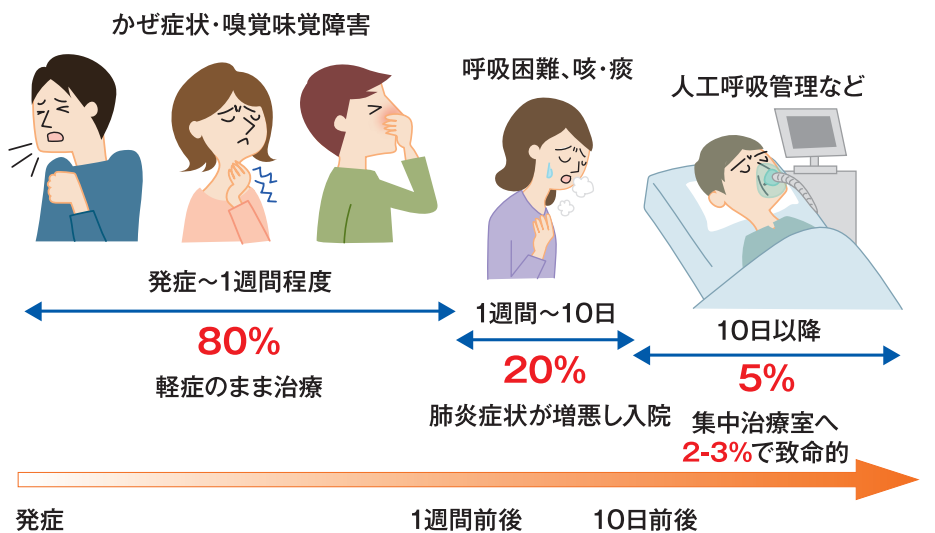 かぜ症状・嗅覚味覚障害
発症〜1週間程度
80%
軽症のまま治療
呼吸困難、咳・痰
1週間〜10日
20%
肺炎症状が増悪し入院
人工呼吸管理など
10日以降
5%
集中治療室へ
2-3%で致命的
発症
1週間前後
10日前後